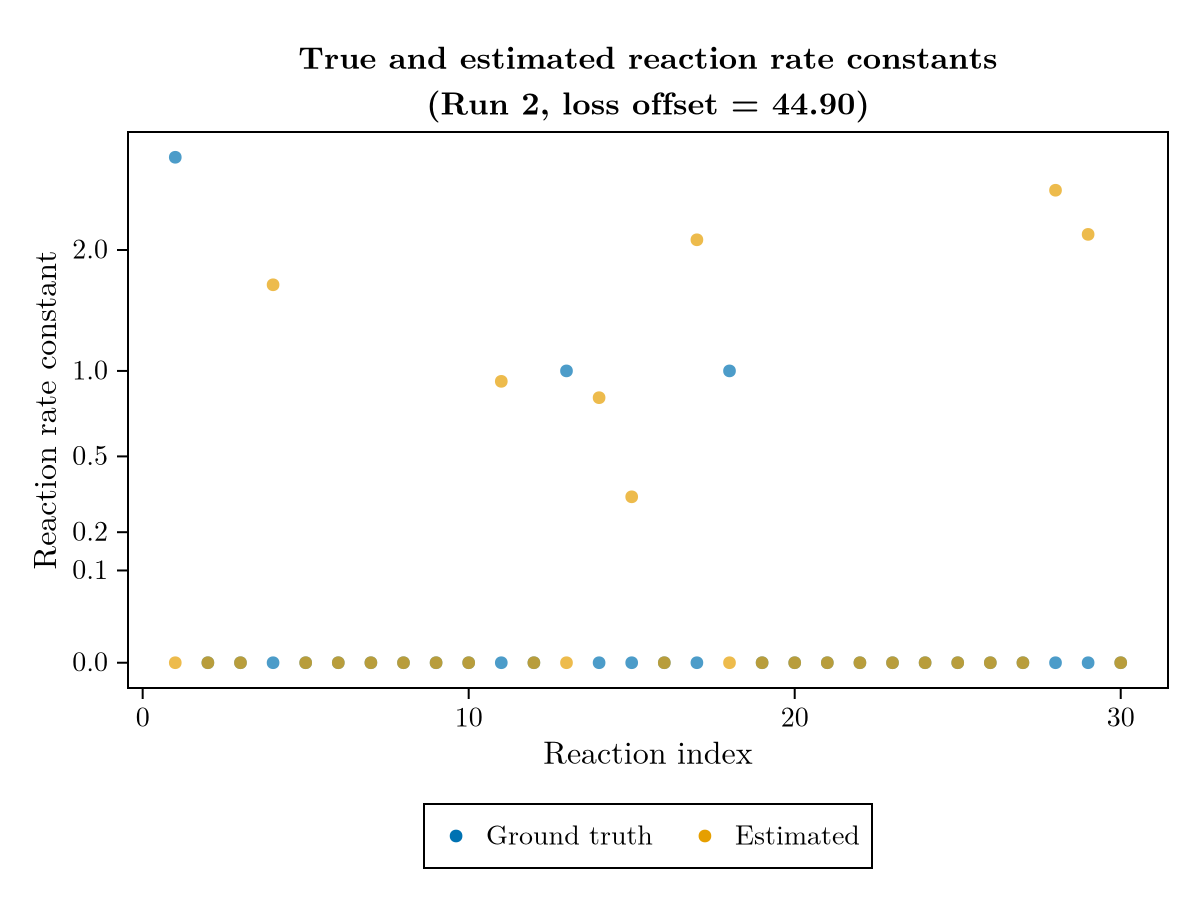 True and estimated reaction rate constants
(Run 2, loss offset = 44.90)
Reaction rate constant
2.0
1.0
0.5
0.2
0.1
0.0
0 10 20 30
Reaction index
Ground truth Estimated